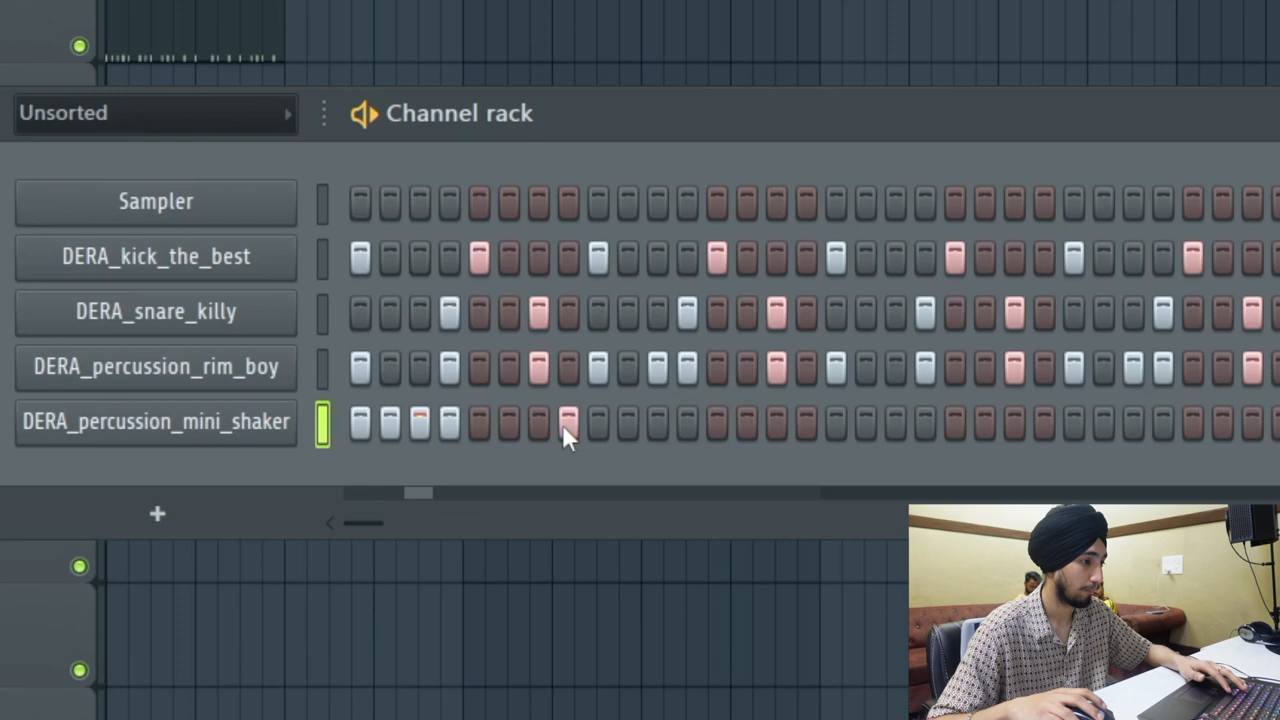 Unsorted
Channel rack
Sampler
DERA_kick_the_best
DERA_snare_killy
DERA_percussion_rim_boy
DERA_percussion_mini_shaker